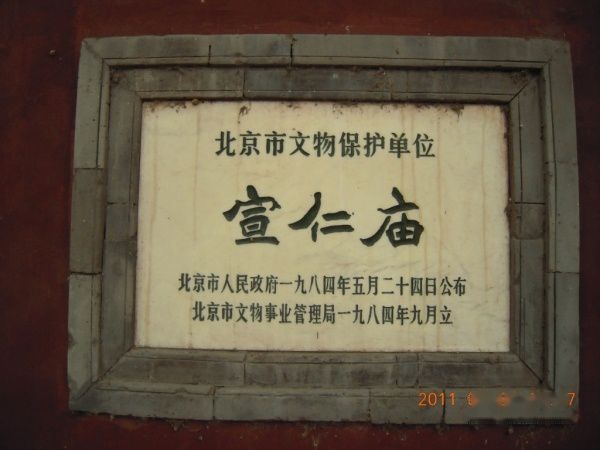 北京市文物保护单位
宣仁庙
北京市人民政府一九八四年五月二十四日公布
北京市文物事业管理局一九八四年九月立
2011
7